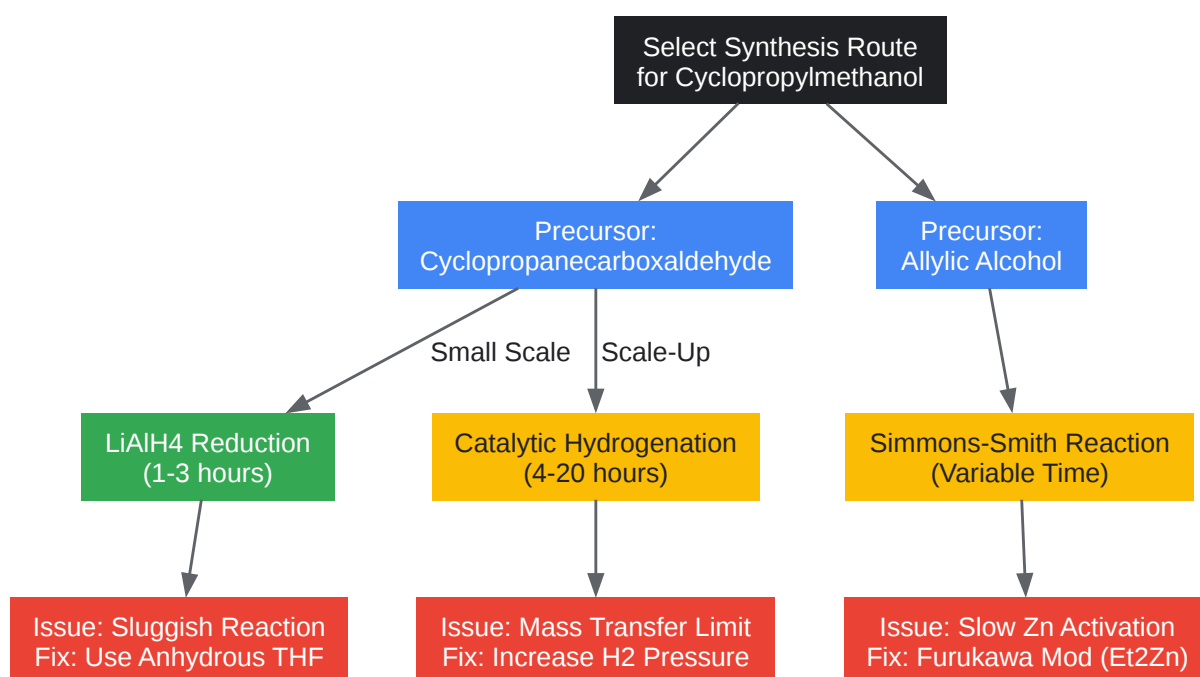 Select Synthesis Route
for Cyclopropylmethanol
Precursor:
Cyclopropanecarboxaldehyde
Precursor:
Allylic Alcohol
Small Scale
Scale-Up
LiAlH4 Reduction
(1-3 hours)
Catalytic Hydrogenation
(4-20 hours)
Simmons-Smith Reaction
(Variable Time)
Issue: Sluggish Reaction
Fix: Use Anhydrous THF
Issue: Mass Transfer Limit
Fix: Increase H2 Pressure
Issue: Slow Zn Activation
Fix: Furukawa Mod (Et2Zn)